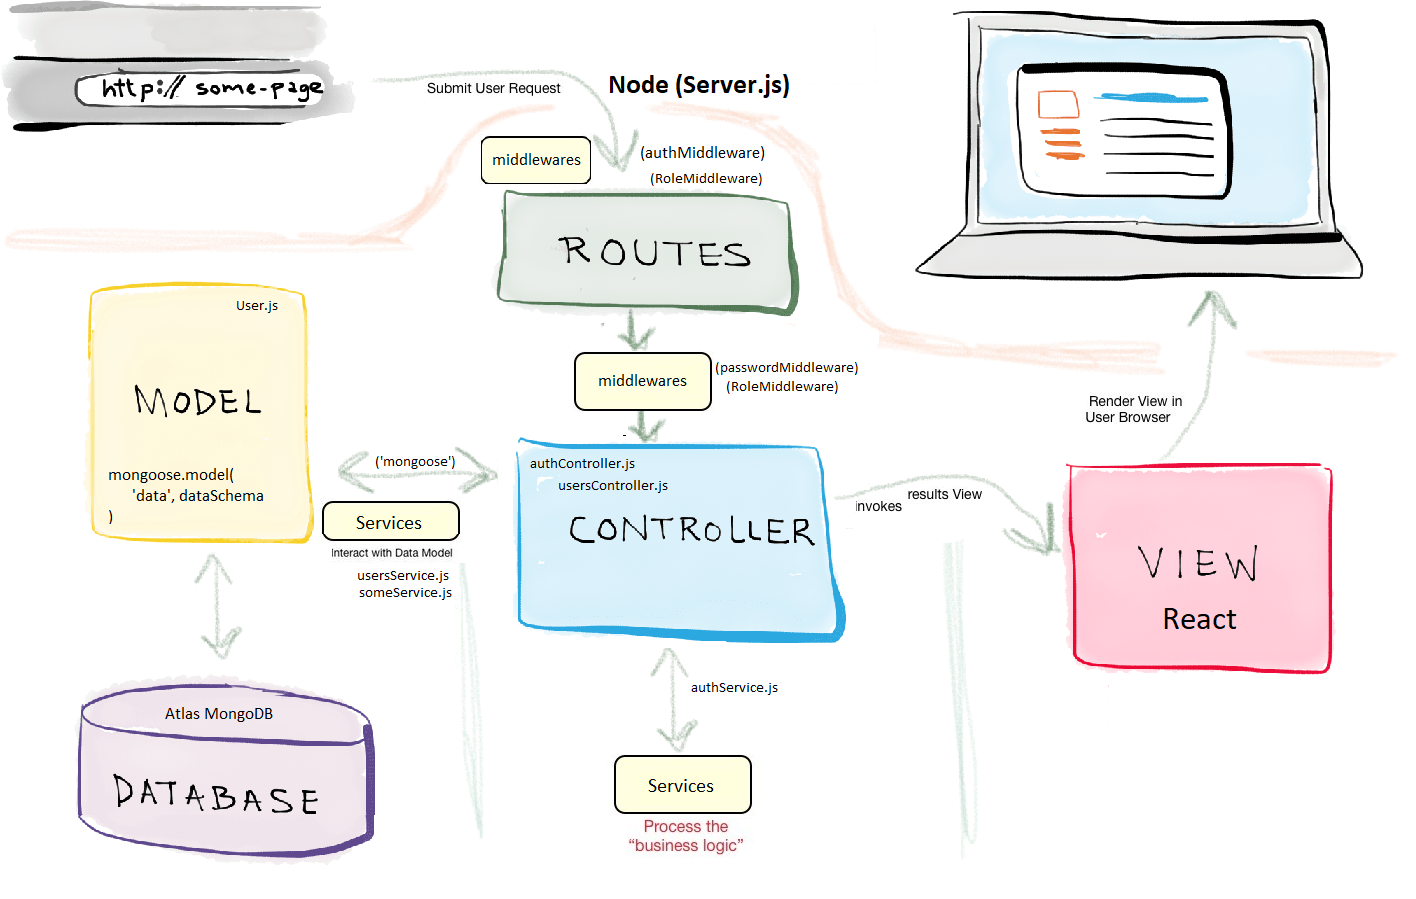 http:// some-page
Submit User Request
Node (Server.js)
middlewares
(authMiddleware)
(RoleMiddleware)
ROUTES
User.js
MODEL
mongoose.model(
'data', dataSchema
)
middlewares
(passwordMiddleware)
(RoleMiddleware)
('mongoose')
Services
Interact with Data Model
usersService.js
someService.js
authController.js
usersController.js
CONTROLLER
invokes
results View
Render View in
User Browser
VIEW
React
authService.js
Services
Process the
“business logic”
Atlas MongoDB
DATABASE